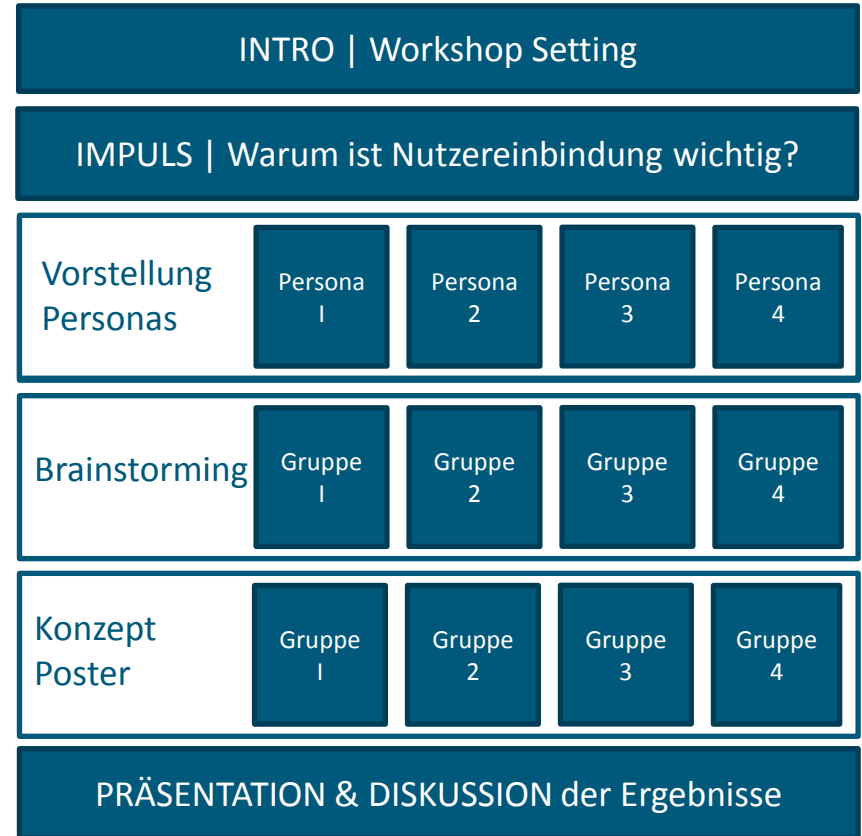 INTRO | Workshop Setting
IMPULS | Warum ist Nutzereinbindung wichtig?
Vorstellung
Personas
Persona
I
Persona
2
Persona
3
Persona
4
Brainstorming
Gruppe
I
Gruppe
2
Gruppe
3
Gruppe
4
Konzept
Poster
Gruppe
I
Gruppe
2
Gruppe
3
Gruppe
4
PRÄSENTATION & DISKUSSION der Ergebnisse